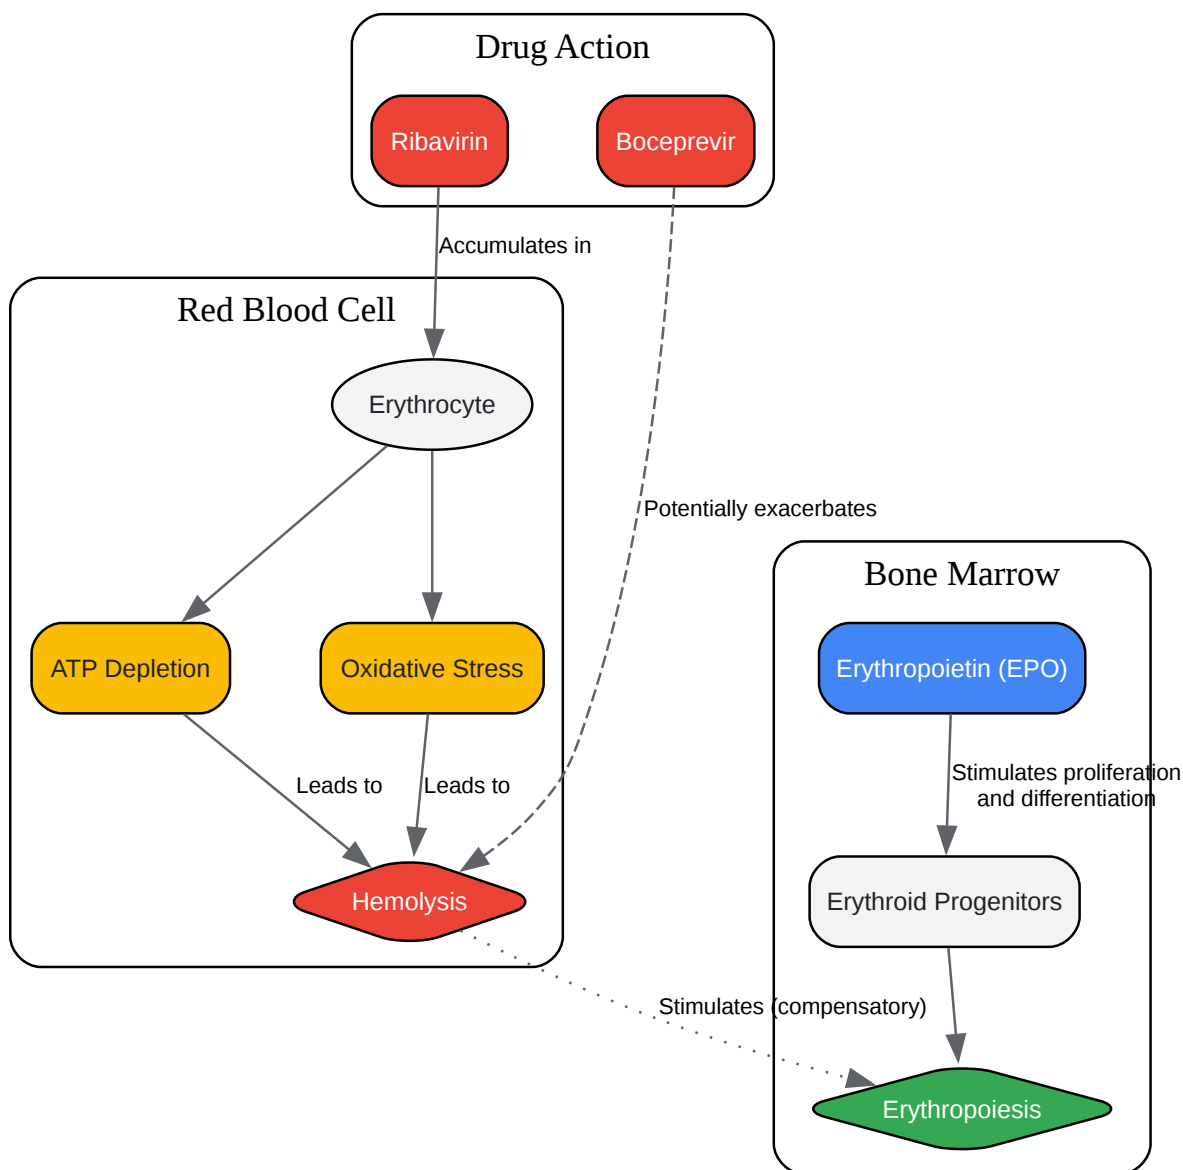 Drug Action
Ribavirin
Boceprevir
Accumulates in
Red Blood Cell
Erythrocyte
Potentially exacerbates
Bone Marrow
ATP Depletion
Oxidative Stress
Erythropoietin (EPO)
Leads to
Leads to
Stimulates proliferation
and differentiation
Hemolysis
Erythroid Progenitors
Stimulates (compensatory)
Erythropoiesis